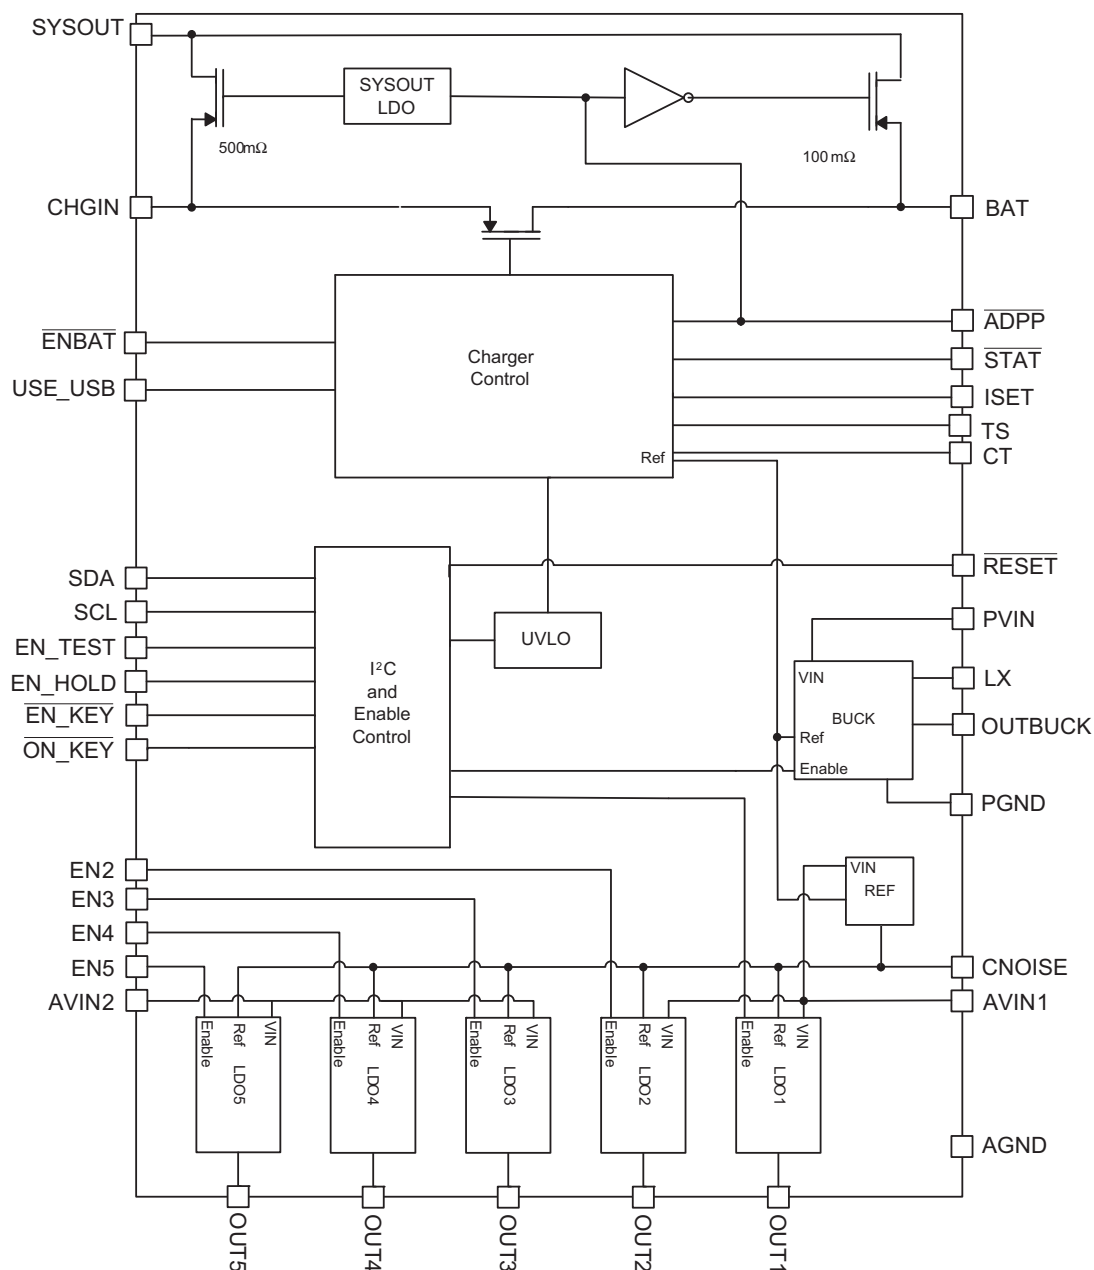 SYSOUT
SYSOUT
LDO
500mΩ
100 mΩ
CHGIN
BAT
ENBAT
USE_USB
Charger
Control
Ref
ADPP
STAT
ISET
TS
CT
SDA
SCL
EN_TEST
EN_HOLD
EN_KEY
ON_KEY
I²C
and
Enable
Control
UVLO
RESET
PVIN
LX
OUTBUCK
PGND
VIN
BUCK
Ref
Enable
EN2
EN3
EN4
EN5
AVIN2
VIN
REF
CNOISE
AVIN1
AGND
Enable
Ref
VIN
LDO5
Enable
Ref
VIN
LDO4
Enable
Ref
VIN
LDO3
Enable
Ref
VIN
LDO2
Enable
Ref
VIN
LDO1
OUT5
OUT4
OUT3
OUT2
OUT1